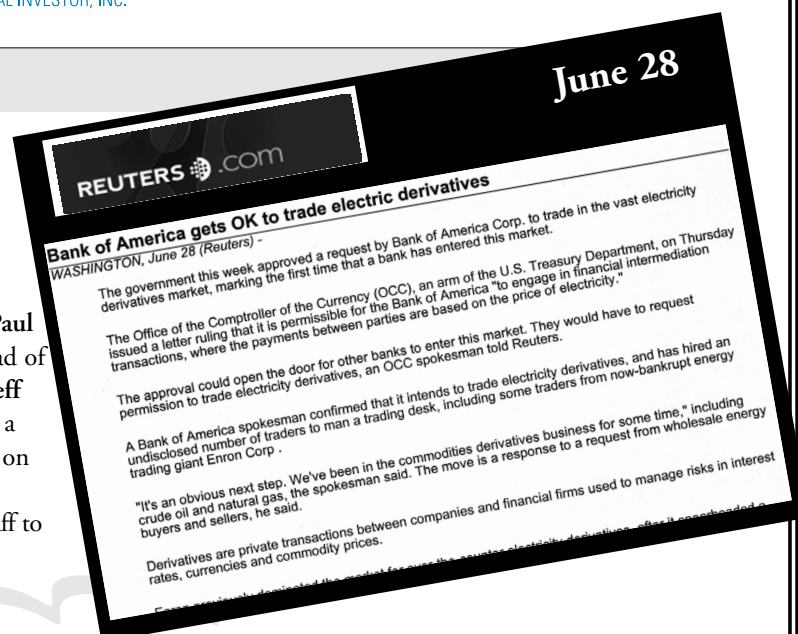 AL INVESTOR, INC.
June 28
REUTERS .com
Bank of America gets OK to trade electric derivatives
WASHINGTON, June 28 (Reuters) -
The government this week approved a request by Bank of America Corp. to trade in the vast electricity
derivatives market, marking the first time that a bank has entered this market.
The Office of the Comptroller of the Currency (OCC), an arm of the U.S. Treasury Department, on Thursday
issued a letter ruling that it is permissible for the Bank of America "to engage in financial intermediation
transactions, where the payments between parties are based on the price of electricity."
The approval could open the door for other banks to enter this market. They would have to request
permission to trade electricity derivatives, an OCC spokesman told Reuters.
A Bank of America spokesman confirmed that it intends to trade electricity derivatives, and has hired an
undisclosed number of traders to man a trading desk, including some traders from now-bankrupt energy
trading giant Enron Corp .
"It's an obvious next step. We've been in the commodities derivatives business for some time," including
crude oil and natural gas, the spokesman said. The move is a response to a request from wholesale energy
buyers and sellers, he said.
Derivatives are private transactions between companies and financial firms used to manage risks in interest
rates, currencies and commodity prices.
Paul
ad of
eff
a
on
ff to